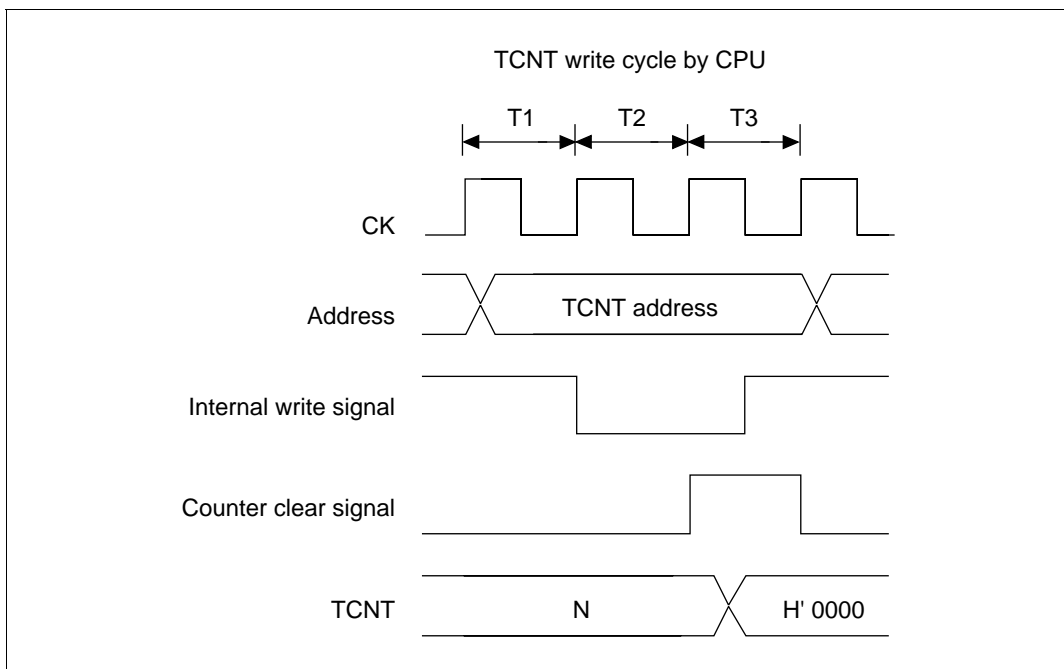 TCNT write cycle by CPU
T1 T2 T3
CK
Address TCNT address
Internal write signal
Counter clear signal
TCNT N H' 0000